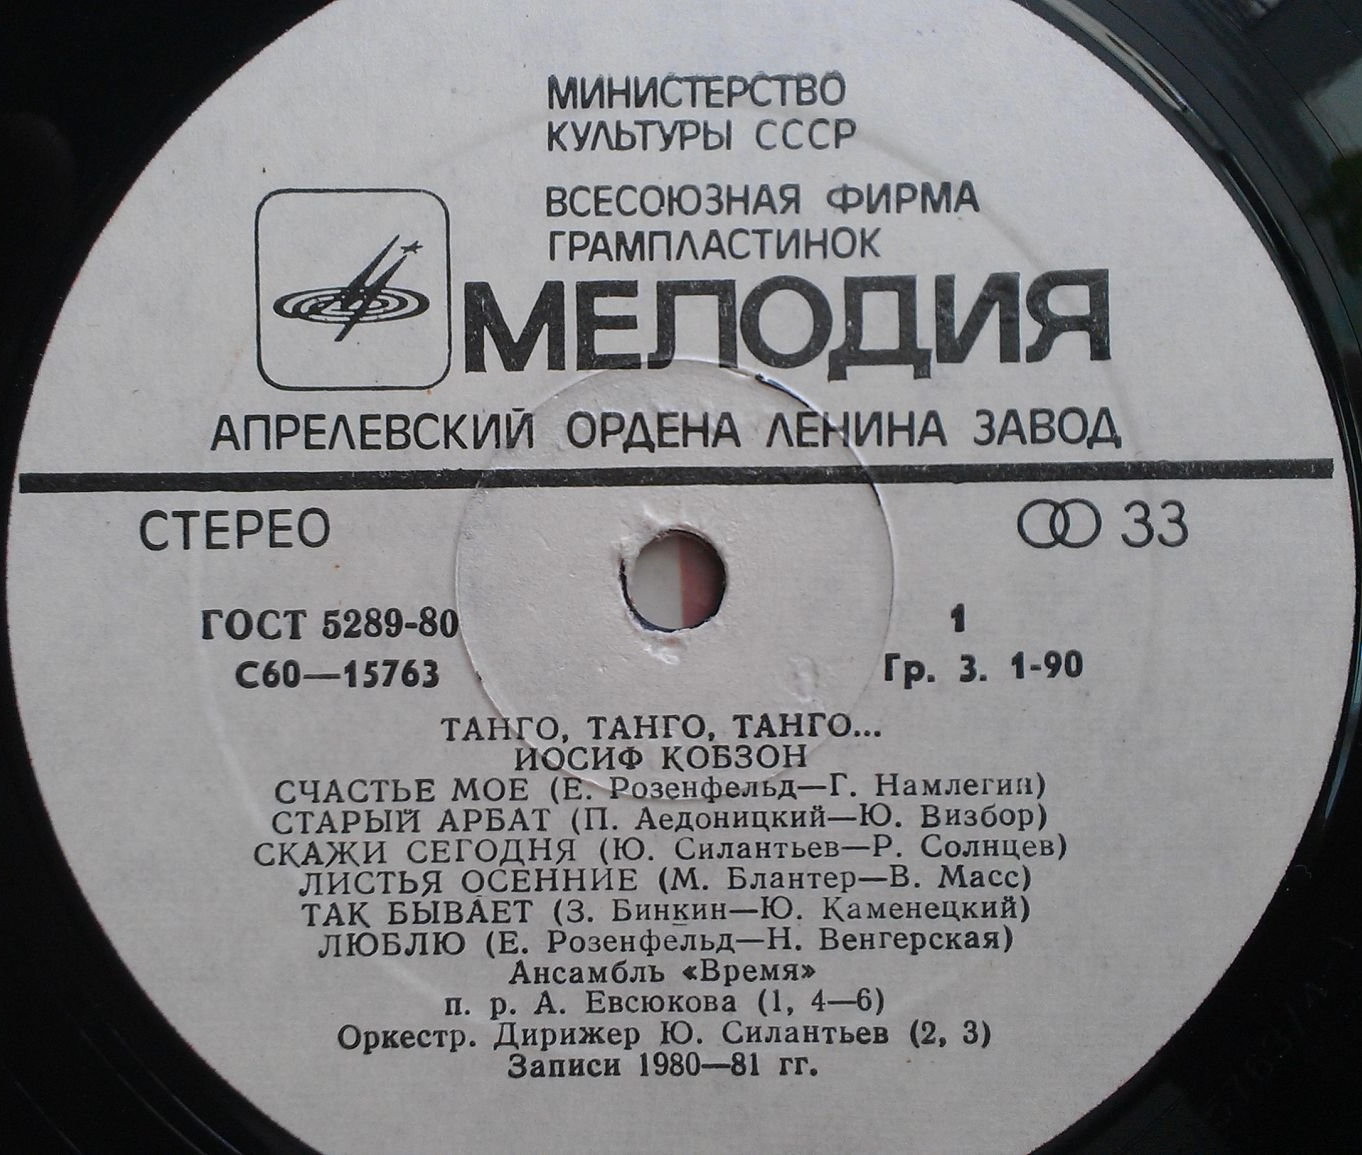 МИНИСТЕРСТВО
КУЛЬТУРЫ СССР
ВСЕСОЮЗНАЯ ФИРМА
ГРАМПЛАСТИНОК
МЕЛОДИЯ
АПРЕЛЕВСКИЙ ОРДЕНА ЛЕНИНА ЗАВОД
СТЕРЕО
33
ГОСТ 5289-80
1
С60—15763
Гр. 3. 1-90
ТАНГО, ТАНГО, ТАНГО...
ИОСИФ КОБЗОН
СЧАСТЬЕ МОЕ (Е. Розенфельд—Г. Намлегин)
СТАРЫЙ АРБАТ (П. Аедоницкий—Ю. Визбор)
СКАЖИ СЕГОДНЯ (Ю. Силантьев—Р. Солнцев)
ЛИСТЬЯ ОСЕННИЕ (М. Блантер—В. Масс)
ТАК БЫВАЕТ (З. Бинкин—Ю. Каменецкий)
ЛЮБЛЮ (Е. Розенфельд—Н. Венгерская)
Ансамбль «Время»
п. р. А. Евсюкова (1, 4—6)
Оркестр. Дирижер Ю. Силантьев (2, 3)
Записи 1980—81 гг.